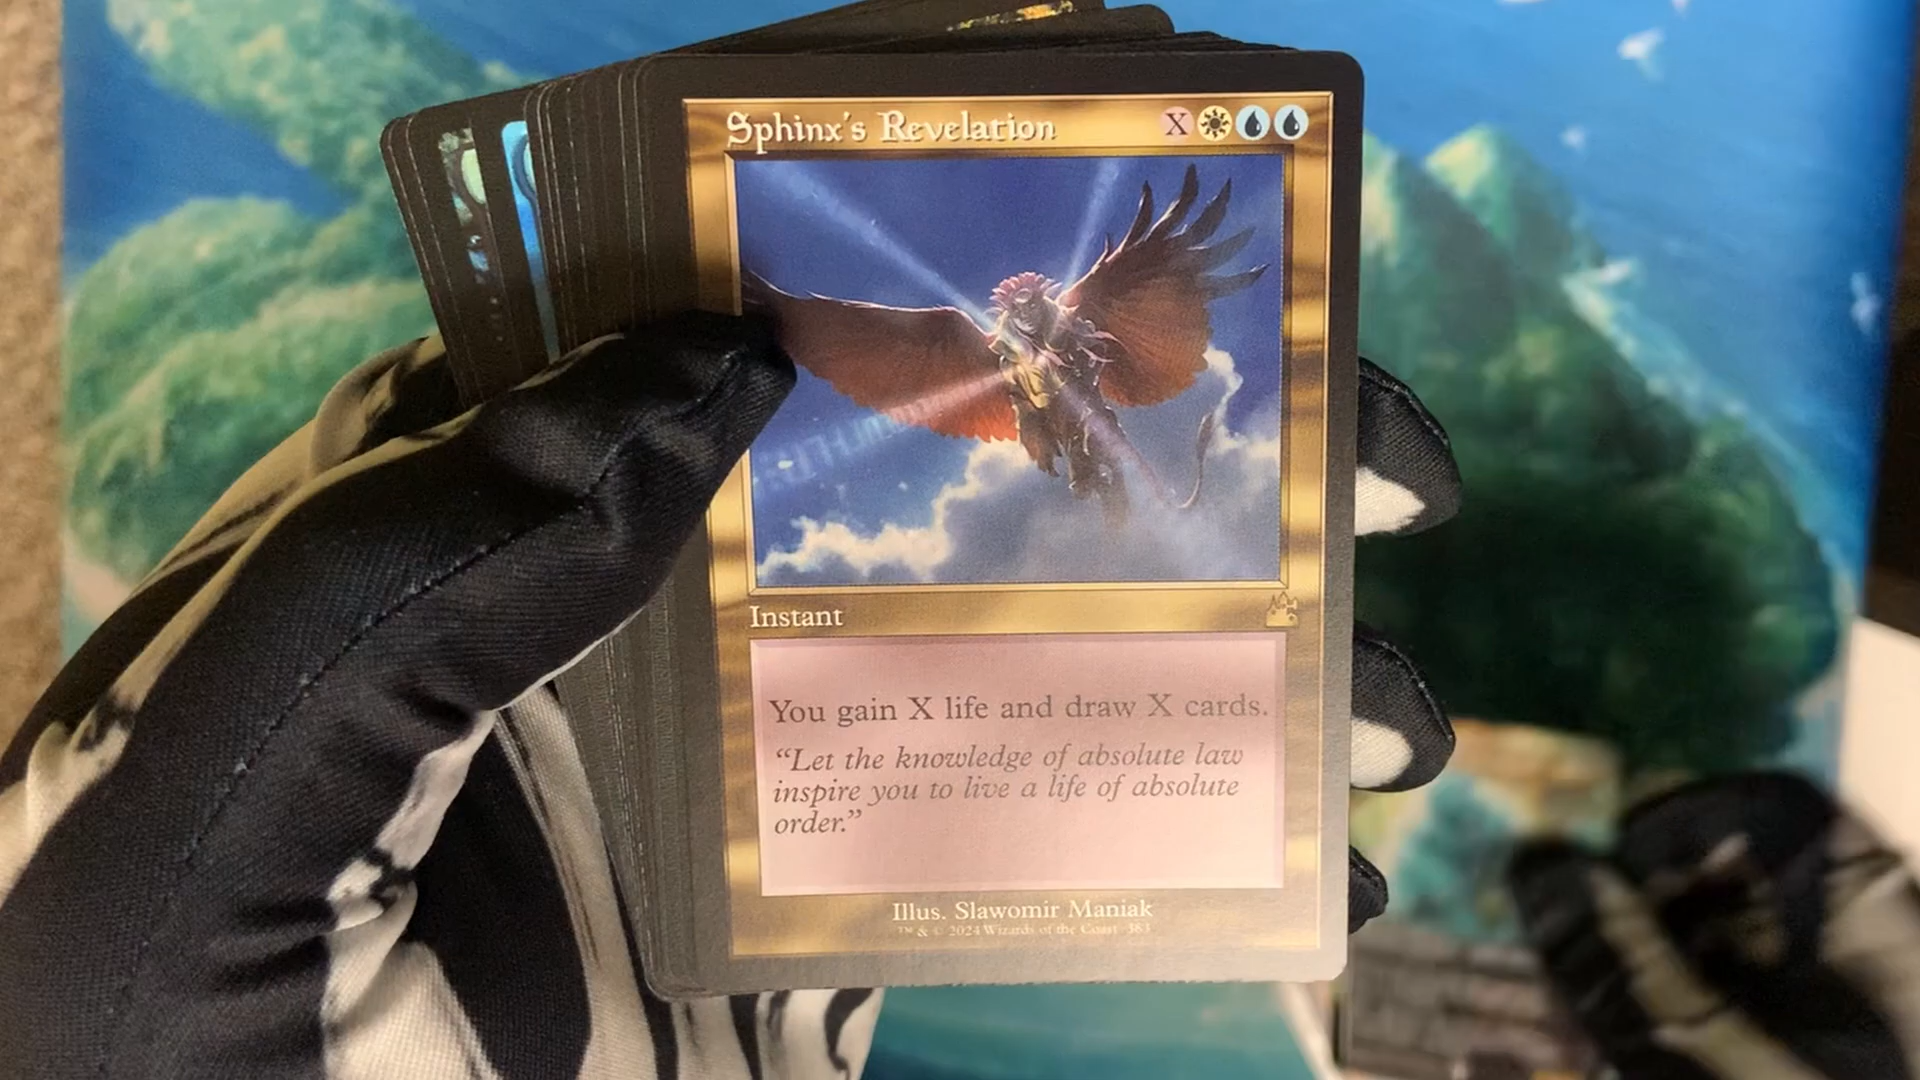 Sphinx's Revelation X
Instant
You gain X life and draw X cards.
“Let the knowledge of absolute law
inspire you to live a life of absolute
order.”
Illus. Slawomir Maniak
™ & © 2024 Wizards of the Coast 363